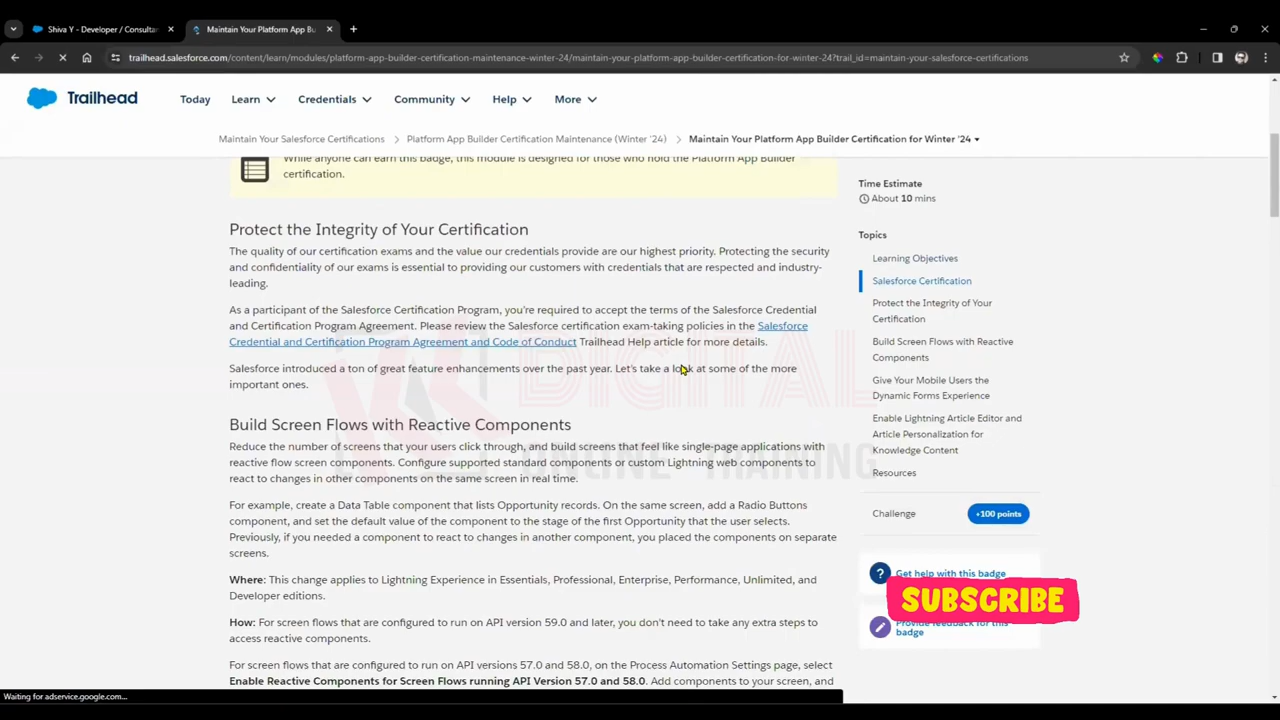 Shiva Y - Developer / Consultan
Maintain Your Platform App Bu
trailhead.salesforce.com/content/learn/modules/platform-app-builder-certification-maintenance-winter-24/maintain-your-platform-app-builder-certification-for-winter-24?trail_id=maintain-your-salesforce-certifications
Trailhead
Today Learn Credentials Community Help More
Maintain Your Salesforce Certifications > Platform App Builder Certification Maintenance (Winter '24) > Maintain Your Platform App Builder Certification for Winter '24
While anyone can earn this badge, this module is designed for those who hold the Platform App Builder
certification.
Protect the Integrity of Your Certification
The quality of our certification exams and the value our credentials provide are our highest priority. Protecting the security
and confidentiality of our exams is essential to providing our customers with credentials that are respected and industry-
leading.
As a participant of the Salesforce Certification Program, you're required to accept the terms of the Salesforce Credential
and Certification Program Agreement. Please review the Salesforce certification exam-taking policies in the Salesforce
Credential and Certification Program Agreement and Code of Conduct Trailhead Help article for more details.
Salesforce introduced a ton of great feature enhancements over the past year. Let's take a look at some of the more
important ones.
Build Screen Flows with Reactive Components
Reduce the number of screens that your users click through, and build screens that feel like single-page applications with
reactive flow screen components. Configure supported standard components or custom Lightning web components to
react to changes in other components on the same screen in real time.
For example, create a Data Table component that lists Opportunity records. On the same screen, add a Radio Buttons
component, and set the default value of the component to the stage of the first Opportunity that the user selects.
Previously, if you needed a component to react to changes in another component, you placed the components on separate
screens.
Where: This change applies to Lightning Experience in Essentials, Professional, Enterprise, Performance, Unlimited, and
Developer editions.
How: For screen flows that are configured to run on API version 59.0 and later, you don't need to take any extra steps to
access reactive components.
For screen flows that are configured to run on API versions 57.0 and 58.0, on the Process Automation Settings page, select
Enable Reactive Components for Screen Flows running API Version 57.0 and 58.0. Add components to your screen, and
Time Estimate
About 10 mins
Topics
Learning Objectives
Salesforce Certification
Protect the Integrity of Your
Certification
Build Screen Flows with Reactive
Components
Give Your Mobile Users the
Dynamic Forms Experience
Enable Lightning Article Editor and
Article Personalization for
Knowledge Content
Resources
Challenge +100 points
Get help with this badge
SUBSCRIBE
Provide feedback for this
badge
Waiting for adservice.google.com...
DIGITAL
ONLINE TRAINING